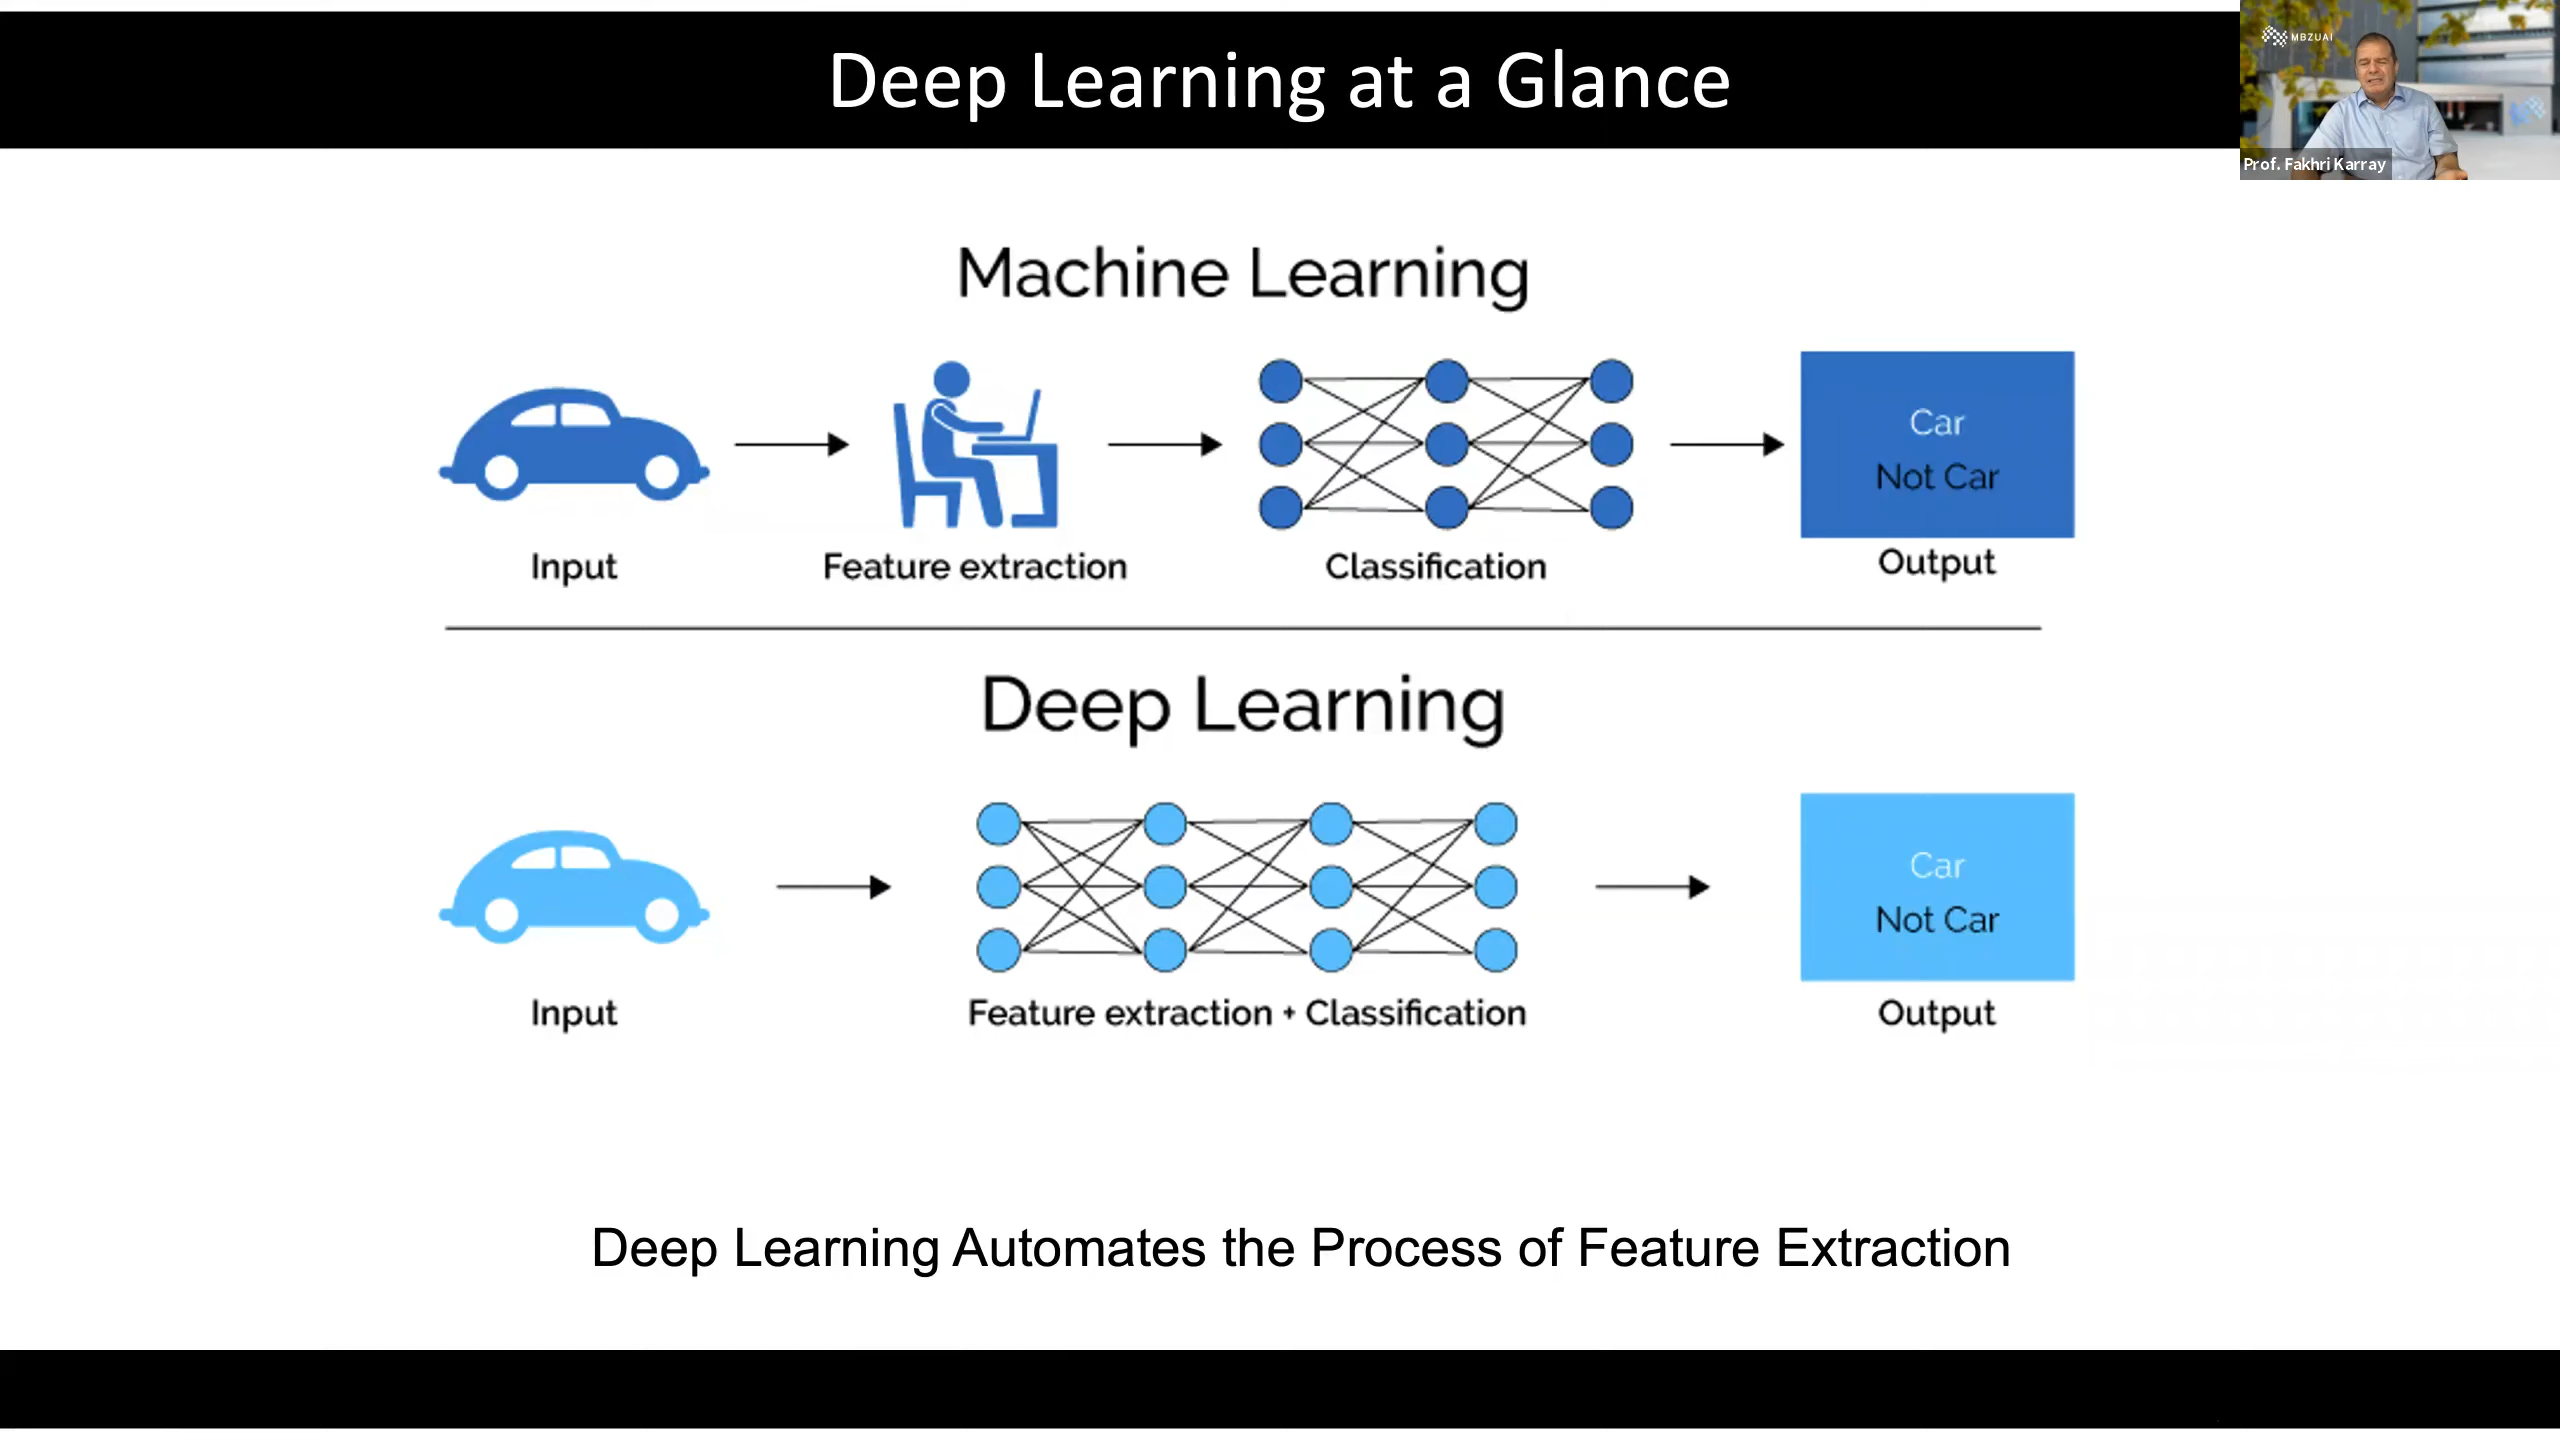 Deep Learning at a Glance
MBZUAI
Prof. Fakhri Karray
Machine Learning
Car
Not Car
Input
Feature extraction
Classification
Output
Deep Learning
Car
Not Car
Input
Feature extraction + Classification
Output
Deep Learning Automates the Process of Feature Extraction